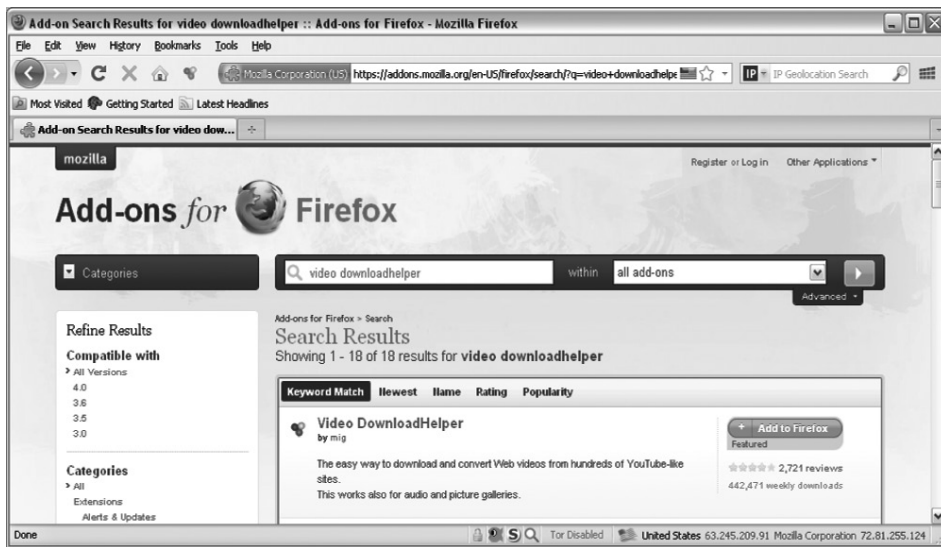 Add-on Search Results for video downloadhelper :: Add-ons for Firefox - Mozilla Firefox
File Edit View History Bookmarks Tools Help
Mozilla Corporation (US) https://addons.mozilla.org/en-US/firefox/search/?q=video+downloadhelpe IP IP Geolocation Search
Most Visited Getting Started Latest Headlines
Add-on Search Results for video dow...
mozilla
Register or Log in Other Applications
Add-ons for Firefox
Categories video downloadhelper within all add-ons
Advanced
Add-ons for Firefox > Search
Refine Results
Search Results
Compatible with
Showing 1 - 18 of 18 results for video downloadhelper
All Versions
4.0
3.6
3.5
3.0
Keyword Match Newest Name Rating Popularity
Video DownloadHelper
by mig
Add to Firefox
Featured
The easy way to download and convert Web videos from hundreds of YouTube-like
sites.
This works also for audio and picture galleries.
2,721 reviews
442,471 weekly downloads
Categories
All
Extensions
Alerts & Updates
Done S Tor Disabled United States 63.245.209.91 Mozilla Corporation 72.81.255.124